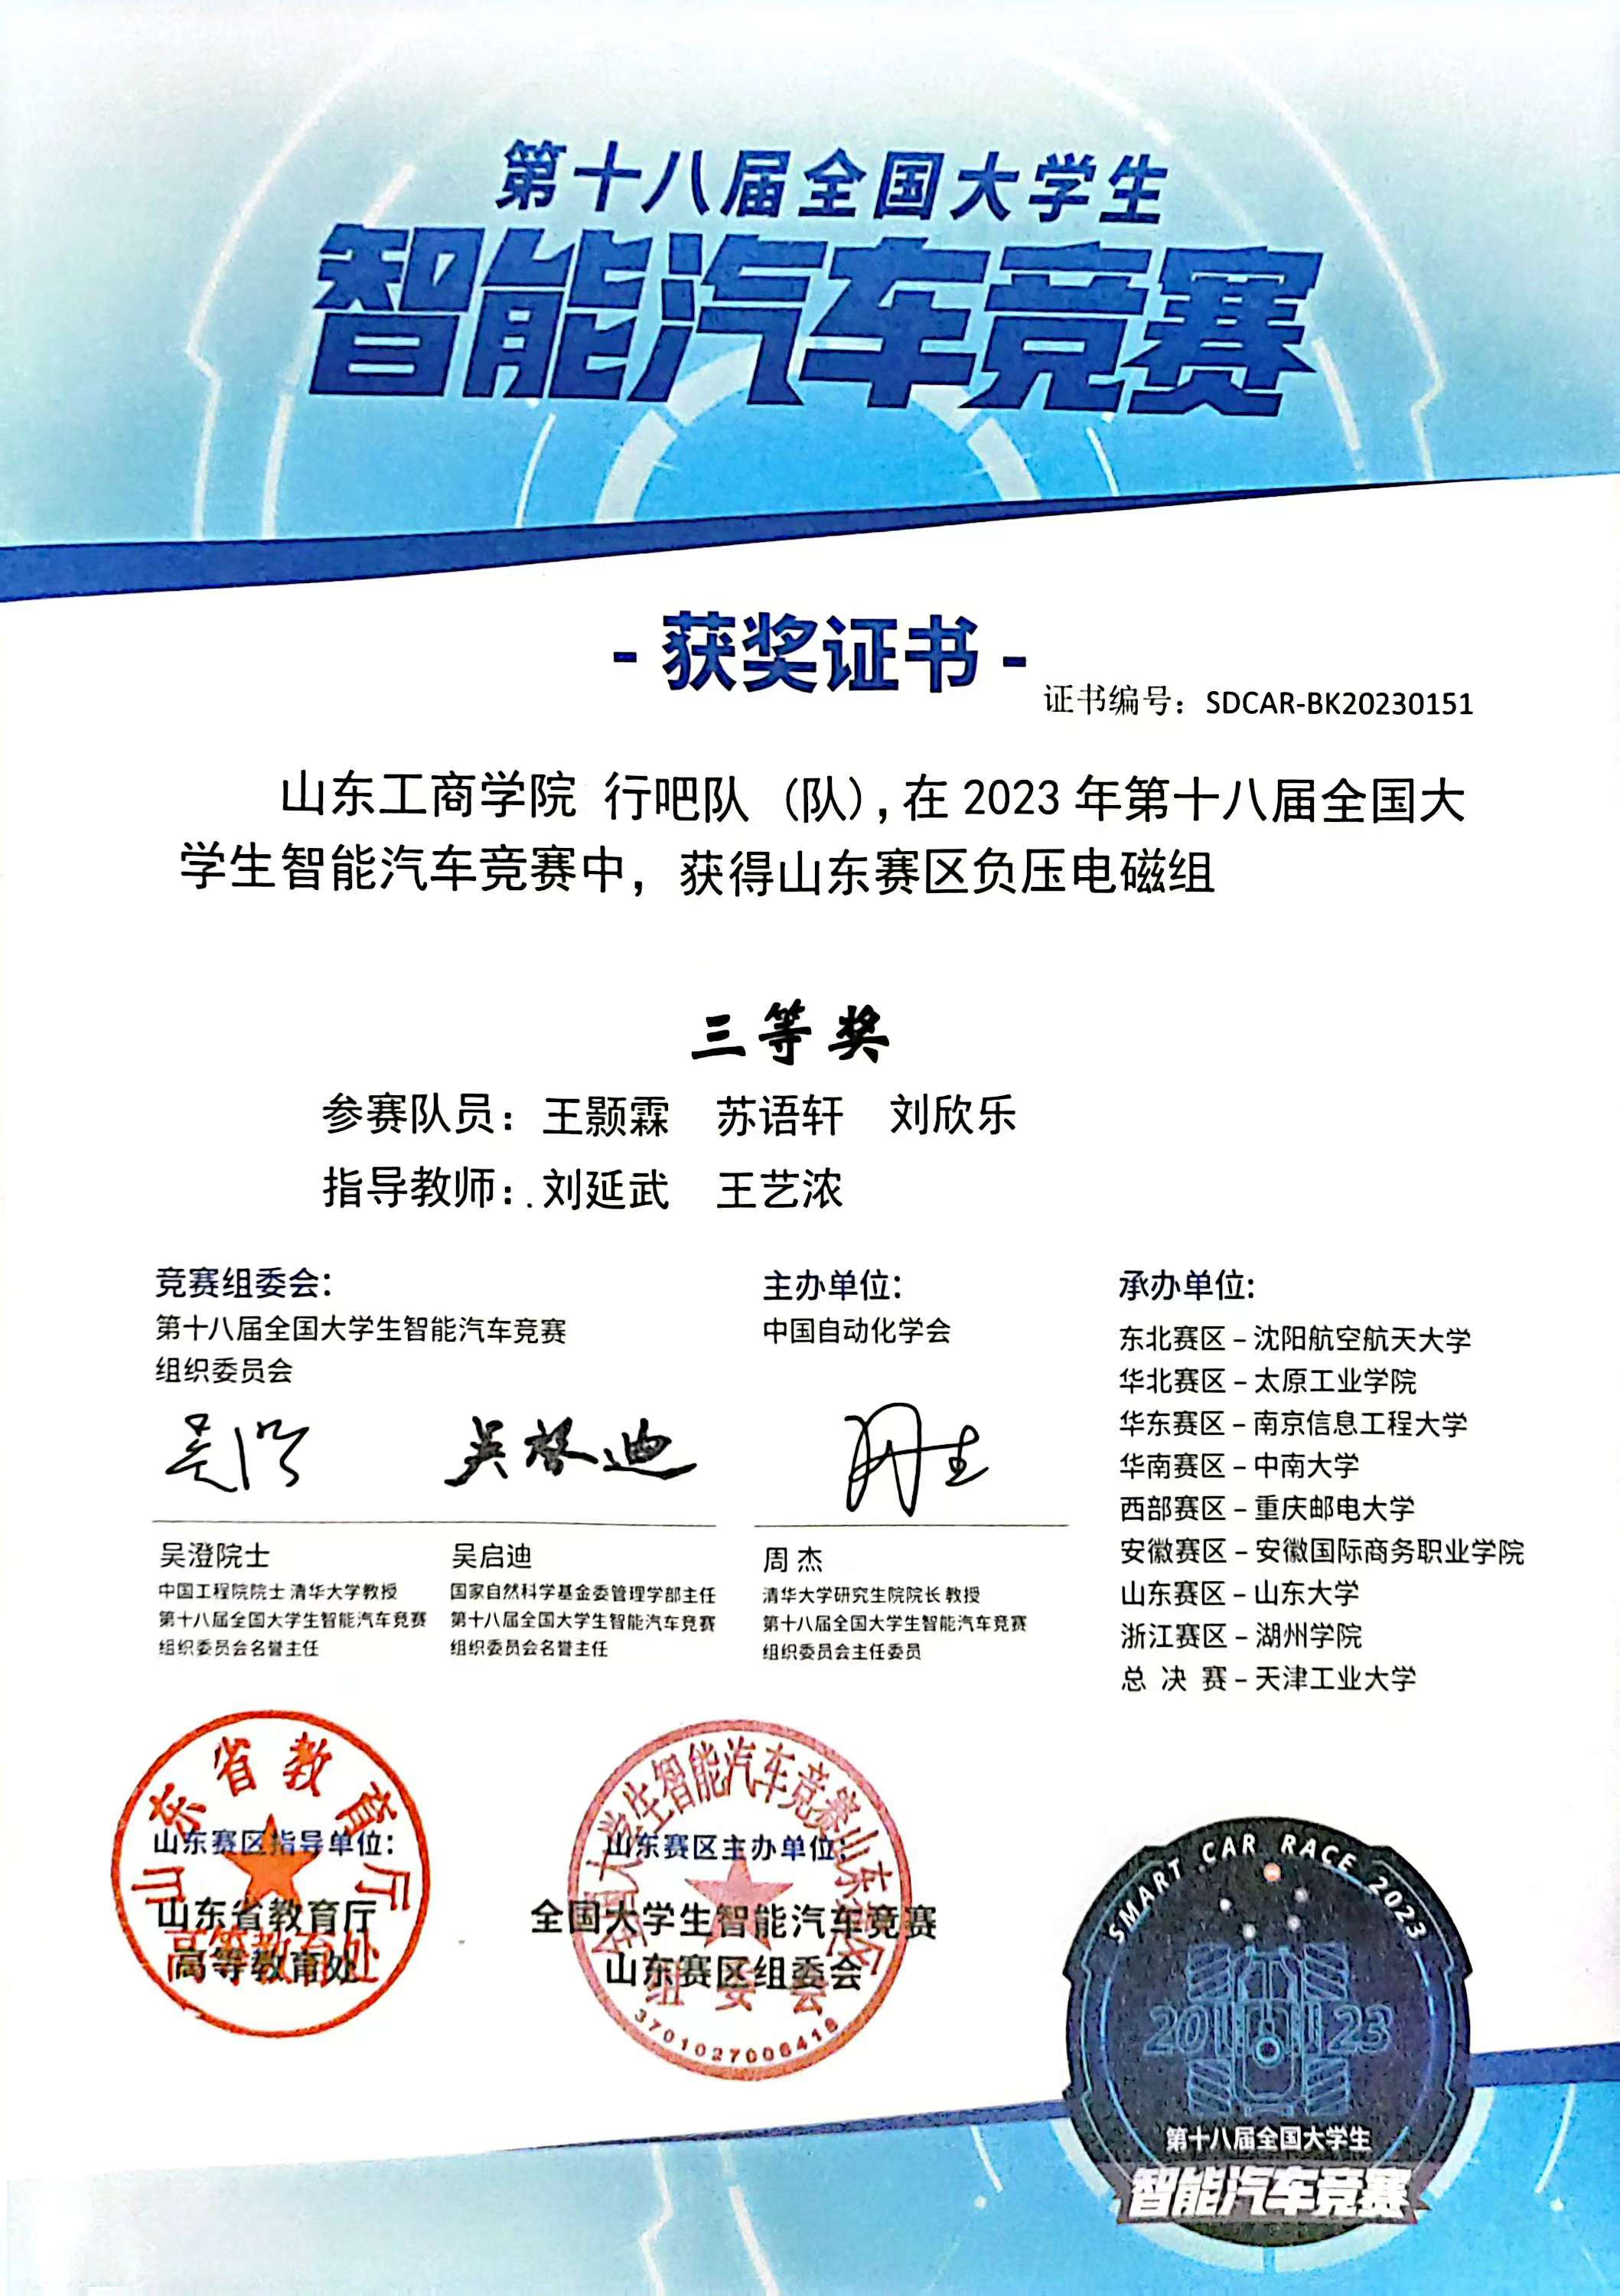 第十八届全国大学生
智能汽车竞赛
- 获奖证书 -
证书编号：SDCAR-BK20230151
山东工商学院 行吧队 (队)，在 2023 年第十八届全国大
学生智能汽车竞赛中，获得山东赛区负压电磁组
三等奖
参赛队员：王颢霖 苏语轩 刘欣乐
指导教师：刘延武 王艺浓
竞赛组委会：
第十八届全国大学生智能汽车竞赛
组织委员会
主办单位：
中国自动化学会
吴澄
吴启迪
周杰
吴澄院士
中国工程院院士 清华大学教授
第十八届全国大学生智能汽车竞赛
组织委员会名誉主任
吴启迪
国家自然科学基金委管理学部主任
第十八届全国大学生智能汽车竞赛
组织委员会名誉主任
周 杰
清华大学研究生院院长 教授
第十八届全国大学生智能汽车竞赛
组织委员会主任委员
承办单位：
东北赛区 – 沈阳航空航天大学
华北赛区 – 太原工业学院
华东赛区 – 南京信息工程大学
华南赛区 – 中南大学
西部赛区 – 重庆邮电大学
安徽赛区 – 安徽国际商务职业学院
山东赛区 – 山东大学
浙江赛区 – 湖州学院
总 决 赛 – 天津工业大学
山东省教育厅
高等教育处
山东赛区指导单位：
山东省教育厅
高等教育处
全国大学生智能汽车竞赛山东赛区
组委会
3701027006418
山东赛区主办单位：
全国大学生智能汽车竞赛
山东赛区组委会
SMART CAR RACE 2023
2023
第十八届全国大学生
智能汽车竞赛